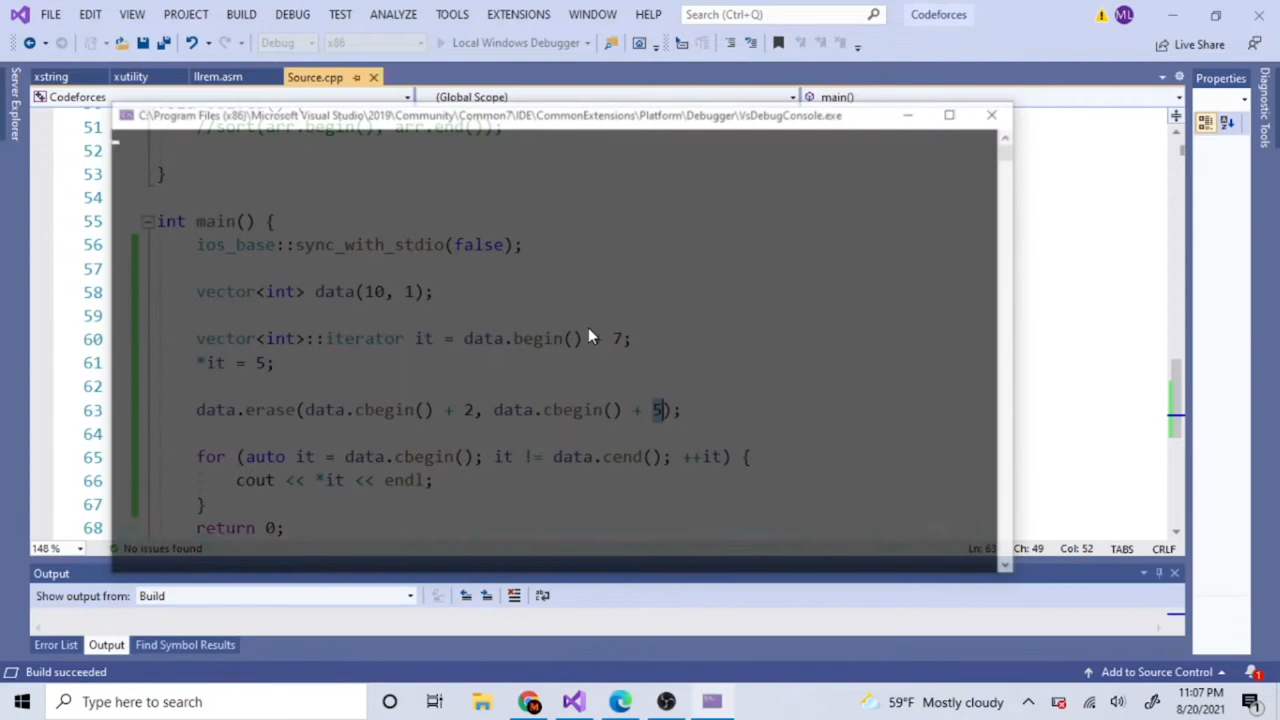 FILE EDIT VIEW PROJECT BUILD DEBUG TEST ANALYZE TOOLS EXTENSIONS WINDOW HELP Search (Ctrl+Q) Codeforces ML
Debug x86 Local Windows Debugger Live Share
xstring xutility llrem.asm Source.cpp Properties
Codeforces (Global Scope) main()
C:\Program Files (x86)\Microsoft Visual Studio\2019\Community\Common7\IDE\CommonExtensions\Platform\Debugger\VsDebugConsole.exe
Server Explorer
Diagnostic Tools
51 //sort(arr.begin(), arr.end());
52
53 }
54
55 int main() {
56 ios_base::sync_with_stdio(false);
57
58 vector<int> data(10, 1);
59
60 vector<int>::iterator it = data.begin() 7;
61 *it = 5;
62
63 data.erase(data.cbegin() + 2, data.cbegin() + 5);
64
65 for (auto it = data.cbegin(); it != data.cend(); ++it) {
66 cout << *it << endl;
67 }
68 return 0;
148 % No issues found Ln: 63 Ch: 49 Col: 52 TABS CRLF
Output
Show output from: Build
Error List Output Find Symbol Results
Build succeeded Add to Source Control 1
Type here to search 59°F Mostly cloudy 11:07 PM
8/20/2021 1